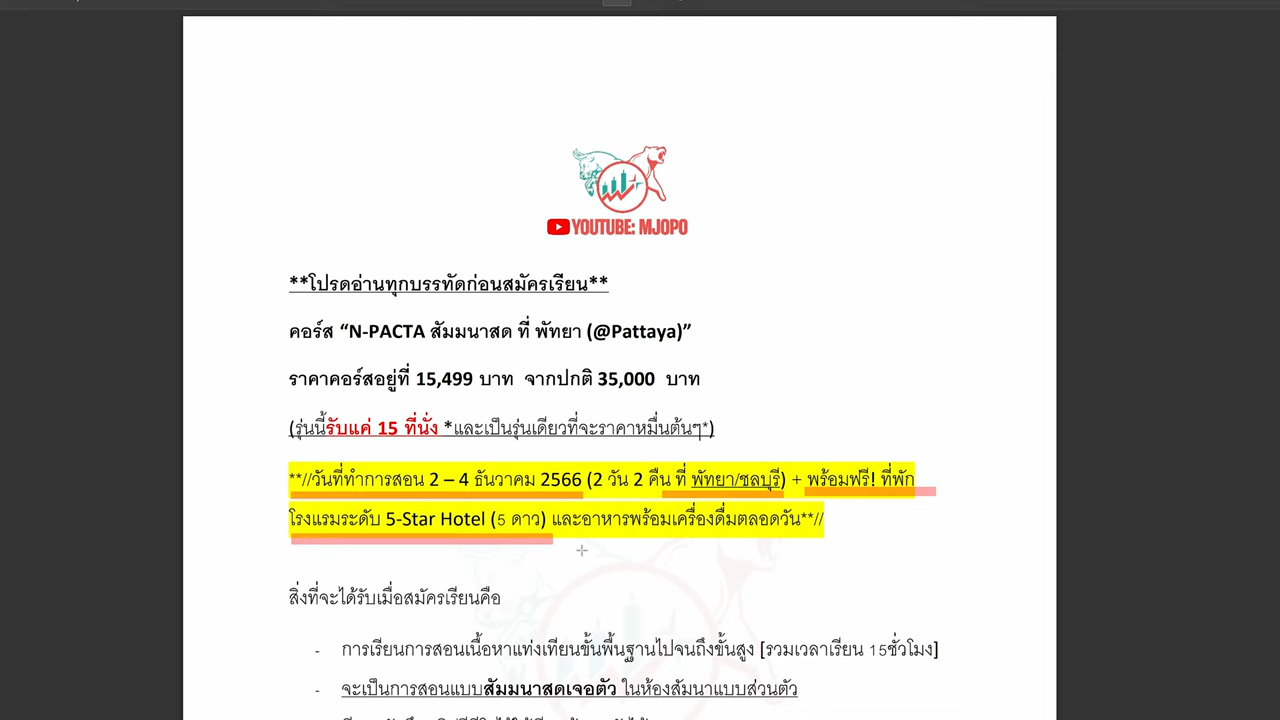 YOUTUBE: MJOPO
**โปรดอ่านทุกบรรทัดก่อนสมัครเรียน**
คอร์ส “N-PACTA สัมมนาสด ที่ พัทยา (@Pattaya)”
ราคาคอร์สอยู่ที่ 15,499 บาท จากปกติ 35,000 บาท
(รุ่นนี้รับแค่ 15 ที่นั่ง *และเป็นรุ่นเดียวที่จะราคาหมื่นต้นๆ*)
**//วันที่ทำการสอน 2 – 4 ธันวาคม 2566 (2 วัน 2 คืน ที่ พัทยา/ชลบุรี) + พร้อมฟรี! ที่พัก
โรงแรมระดับ 5-Star Hotel (5 ดาว) และอาหารพร้อมเครื่องดื่มตลอดวัน**//
สิ่งที่จะได้รับเมื่อสมัครเรียนคือ
- การเรียนการสอนเนื้อหาแท่งเทียนขั้นพื้นฐานไปจนถึงขั้นสูง [รวมเวลาเรียน 15ชั่วโมง]
- จะเป็นการสอนแบบสัมมนาสดเจอตัว ในห้องสัมนาแบบส่วนตัว